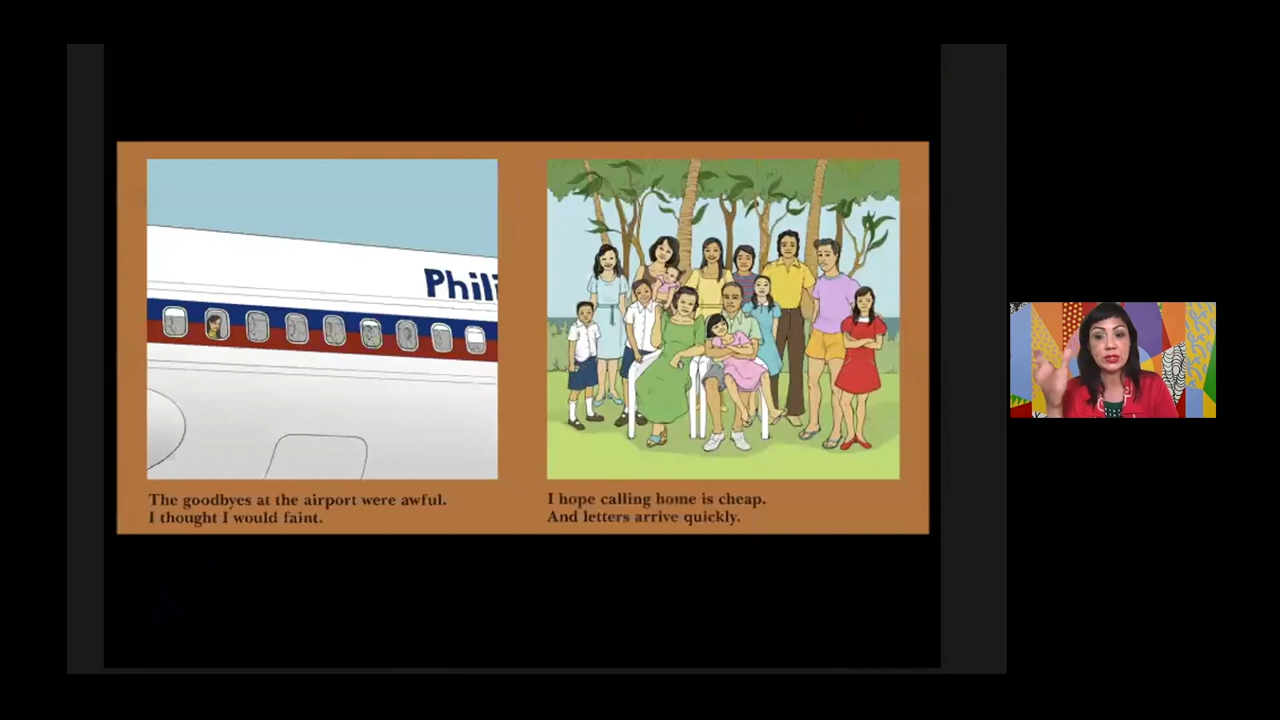 Phili
The goodbyes at the airport were awful.
I thought I would faint.
I hope calling home is cheap.
And letters arrive quickly.